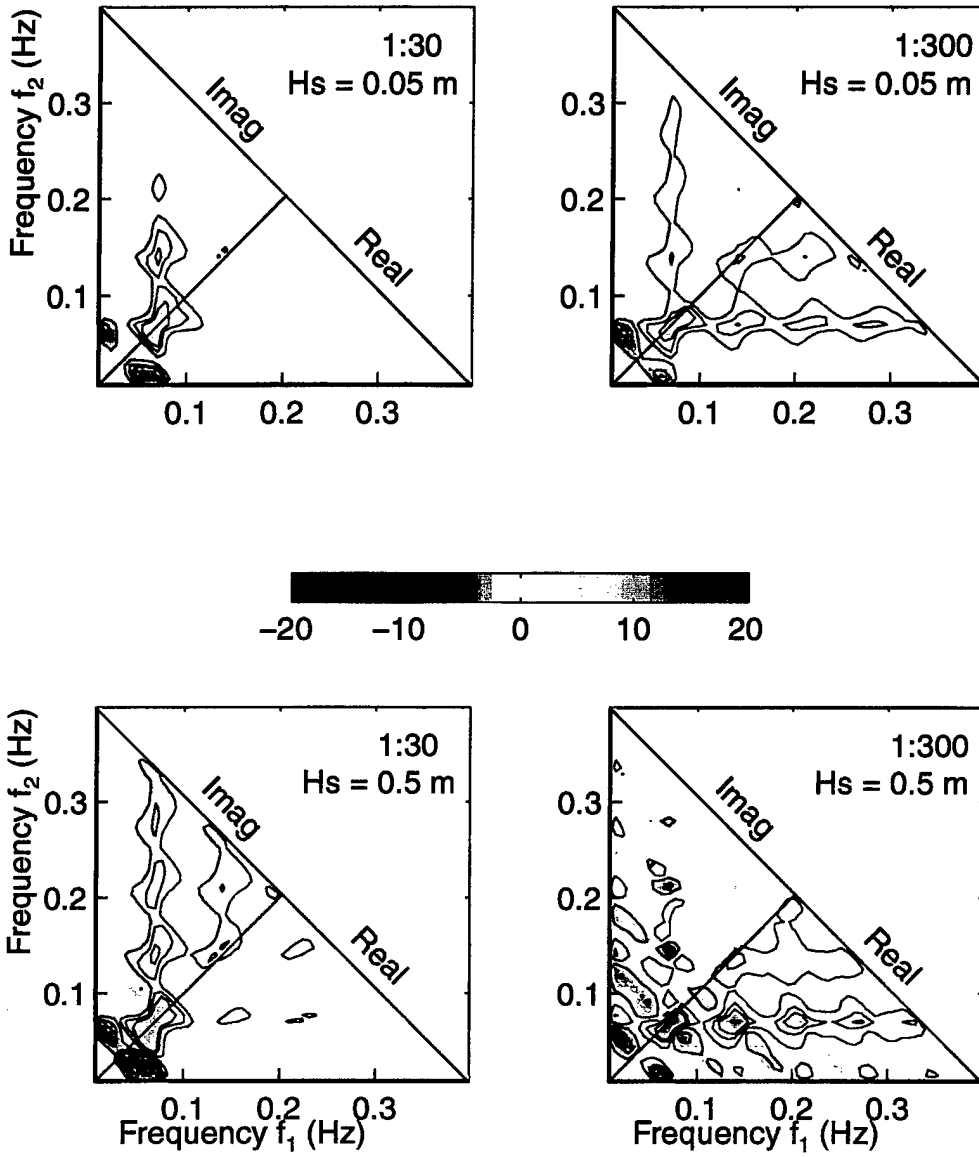 1:30
Hs = 0.05 m
Imag
Real
Frequency f₂ (Hz)
0.3
0.2
0.1
0.1 0.2 0.3
1:300
Hs = 0.05 m
Imag
Real
0.3
0.2
0.1
0.1 0.2 0.3
−20 −10 0 10 20
1:30
Hs = 0.5 m
Imag
Real
Frequency f₂ (Hz)
0.3
0.2
0.1
0.1 0.2 0.3
Frequency f₁ (Hz)
1:300
Hs = 0.5 m
Imag
Real
0.3
0.2
0.1
0.1 0.2 0.3
Frequency f₁ (Hz)